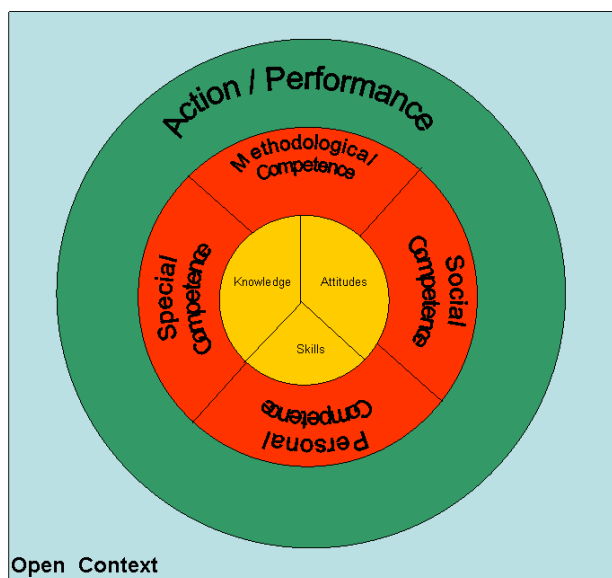 Action / Performance
Methodological
Competence
Special
Competence
Social
Competence
Knowledge
Attitudes
Skills
Personal
Competence
Open Context